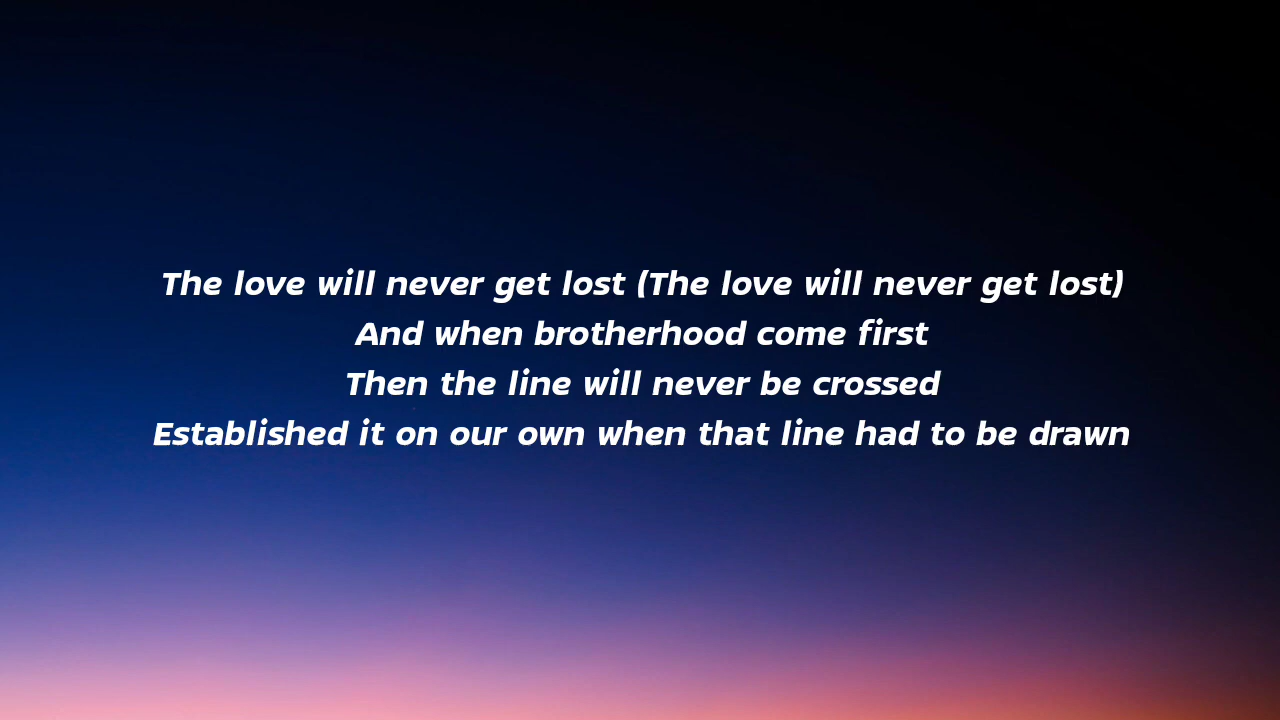 The love will never get lost (The love will never get lost)
And when brotherhood come first
Then the line will never be crossed
Established it on our own when that line had to be drawn